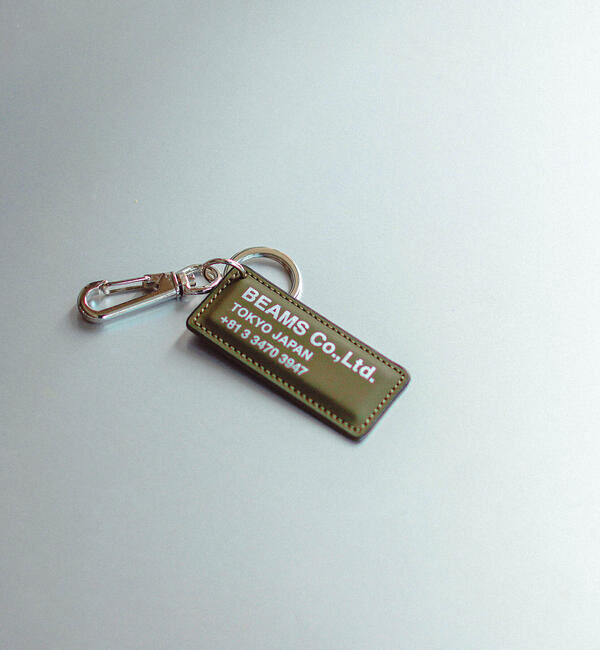 BEAMS Co.,Ltd.
TOKYO JAPAN
+81 3 3470 3947